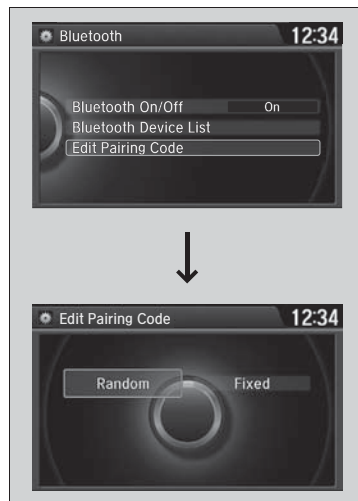 Bluetooth 12:34
Bluetooth On/Off On
Bluetooth Device List
Edit Pairing Code
Edit Pairing Code 12:34
Random Fixed